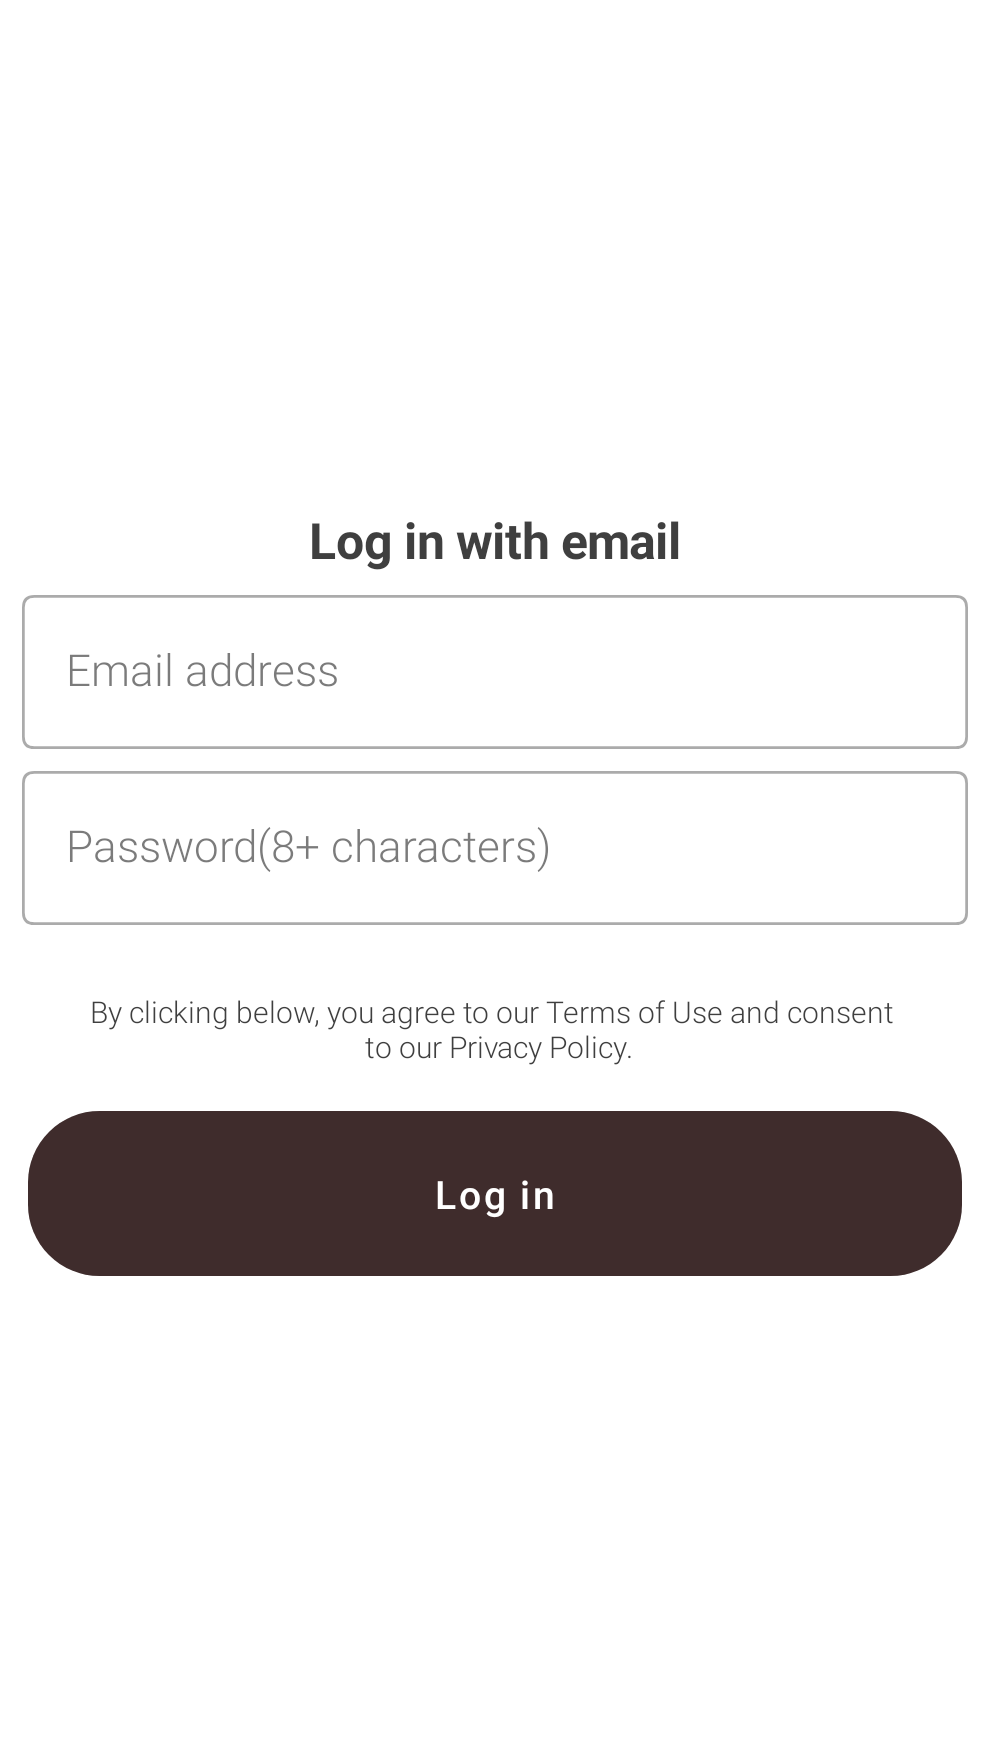 Log in with email
Email address
Password(8+ characters)
By clicking below, you agree to our Terms of Use and consent
to our Privacy Policy.
Log in